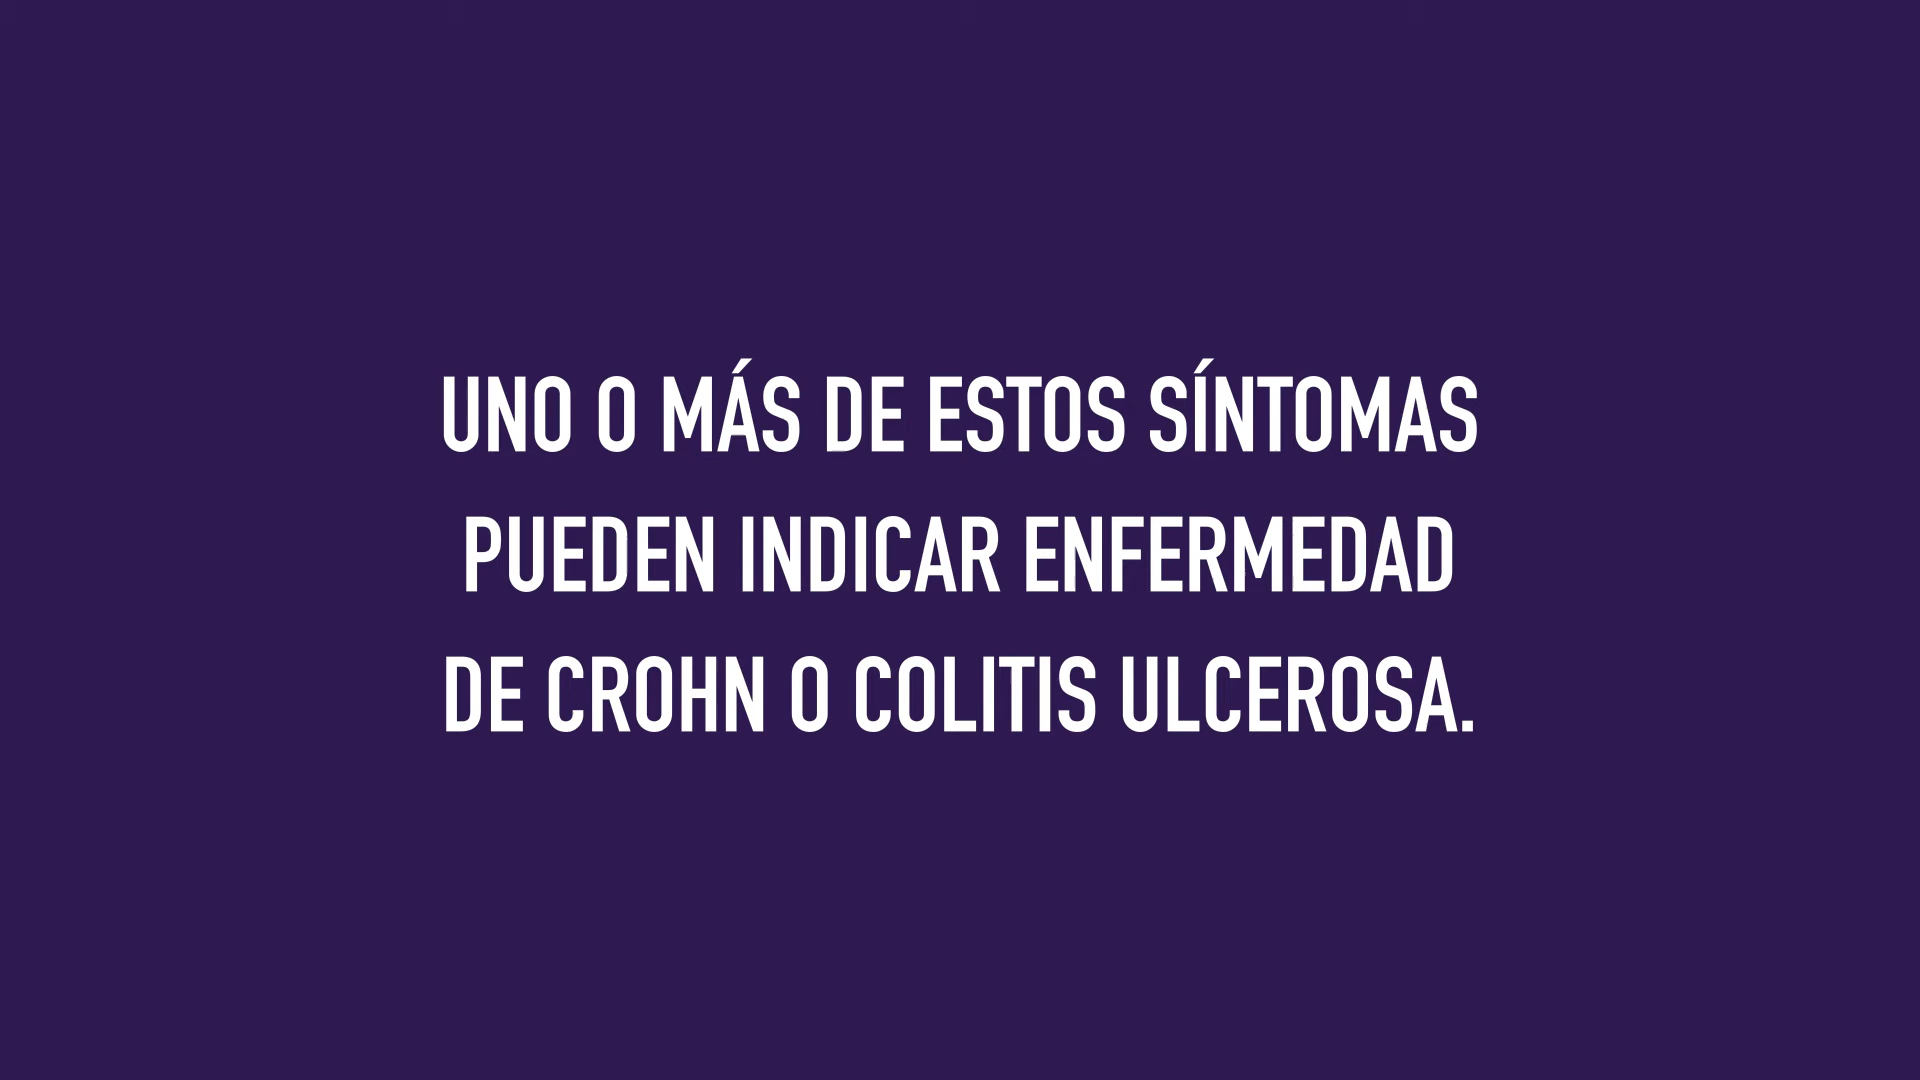 UNO O MÁS DE ESTOS SÍNTOMAS
PUEDEN INDICAR ENFERMEDAD
DE CROHN O COLITIS ULCEROSA.